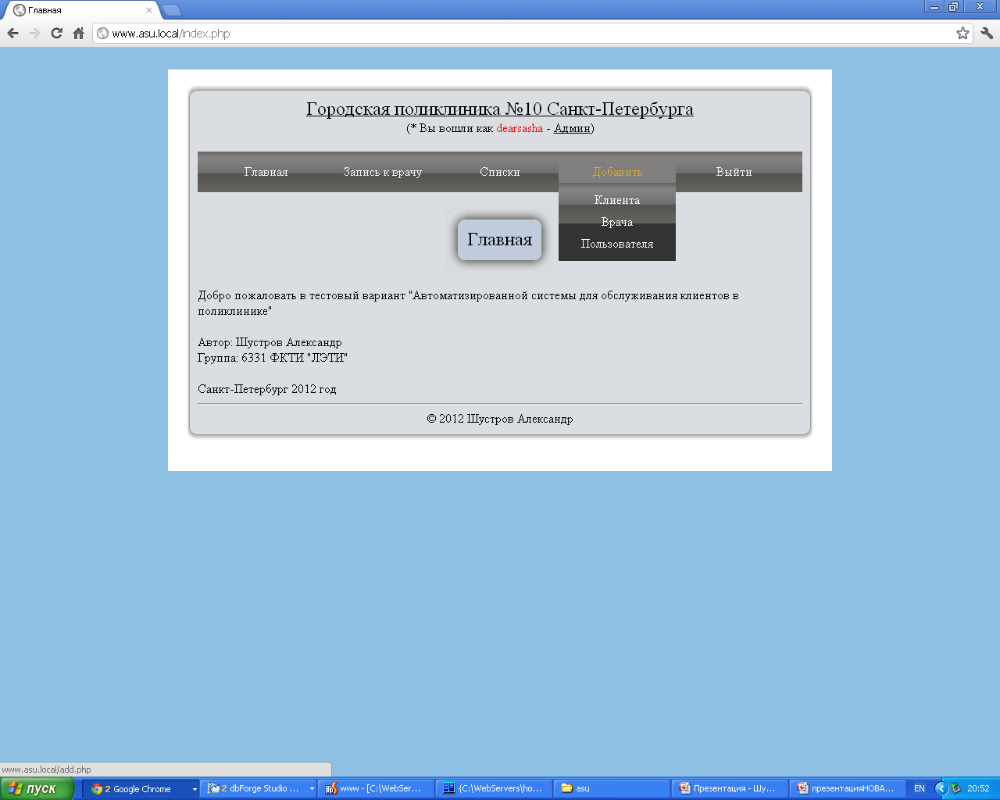 Главная
www.asu.local/index.php
Городская поликлиника №10 Санкт-Петербурга
(* Вы вошли как dearsasha - Админ)
Главная Запись к врачу Списки Добавить Выйти
Клиента
Врача
Пользователя
Главная
Добро пожаловать в тестовый вариант "Автоматизированной системы для обслуживания клиентов в
поликлинике"
Автор: Шустров Александр
Группа: 6331 ФКТИ "ЛЭТИ"
Санкт-Петербург 2012 год
© 2012 Шустров Александр
www.asu.local/add.php
пуск 2 Google Chrome 2 dbForge Studio ... www - [C:\WebSer... {C:\WebServers\ho... asu Презентация - Шу... презентацияНОВА... EN 20:52